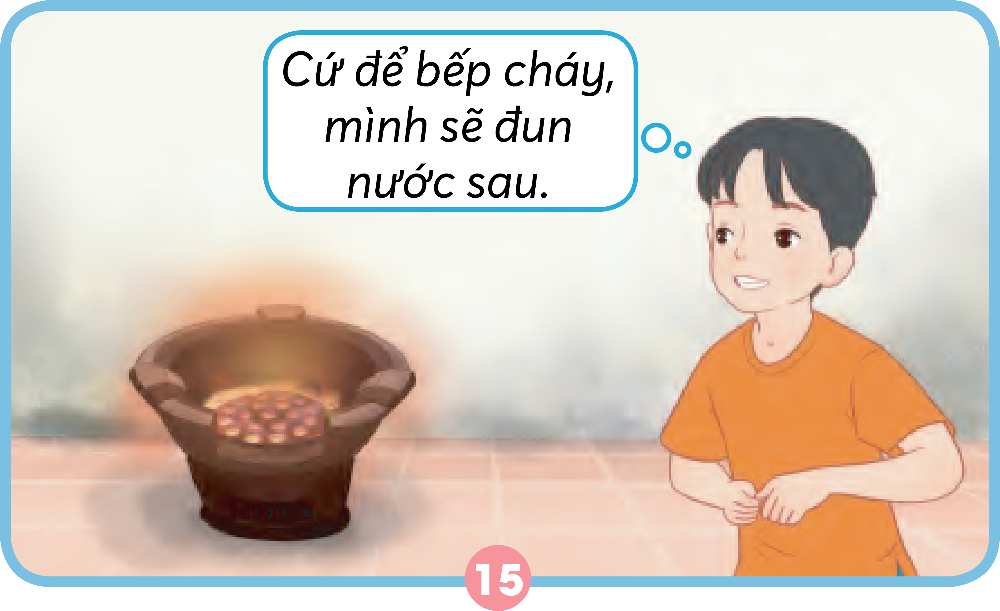 Cứ để bếp cháy,
mình sẽ đun
nước sau.
15